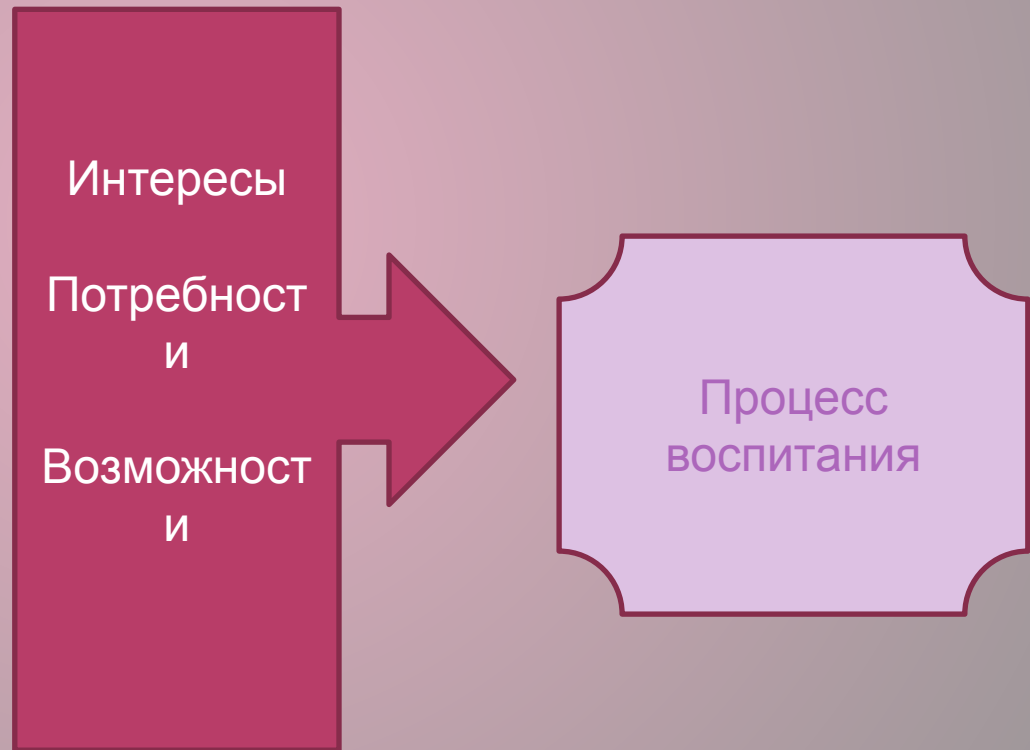 Интересы
Потребност
и
Возможност
и
Процесс
воспитания